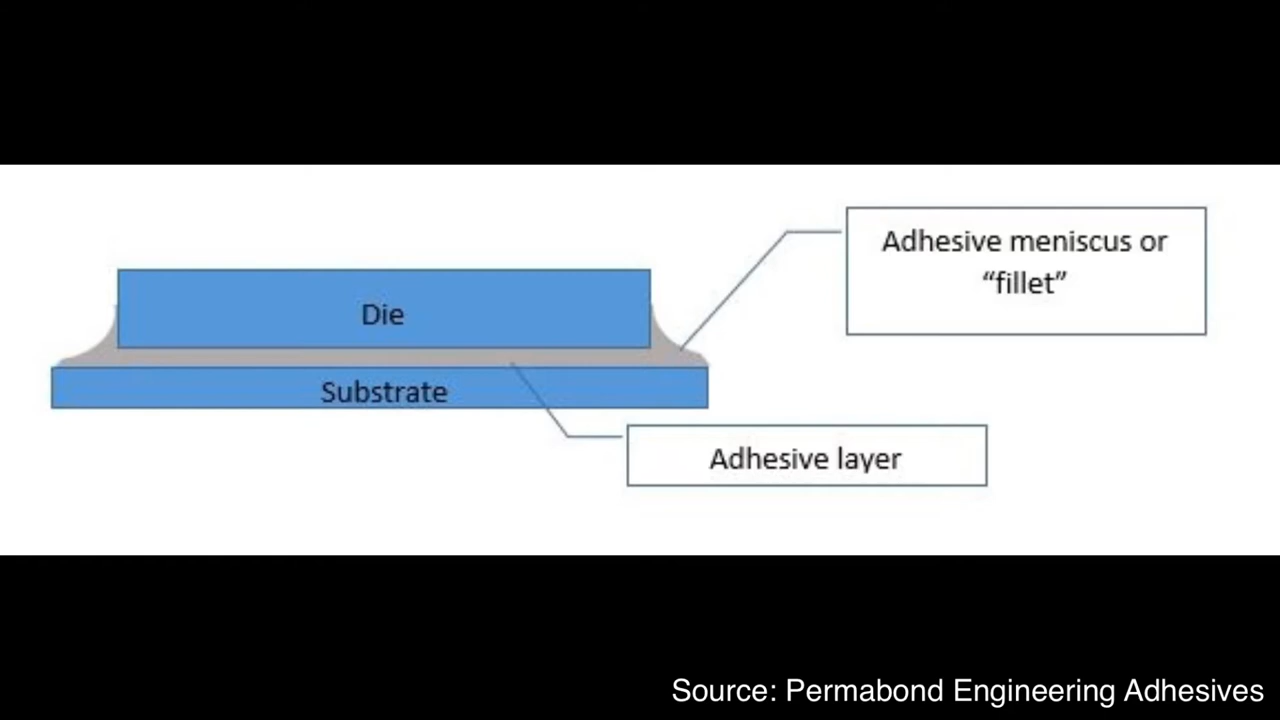 Adhesive meniscus or
“fillet”
Die
Substrate
Adhesive layer
Source: Permabond Engineering Adhesives